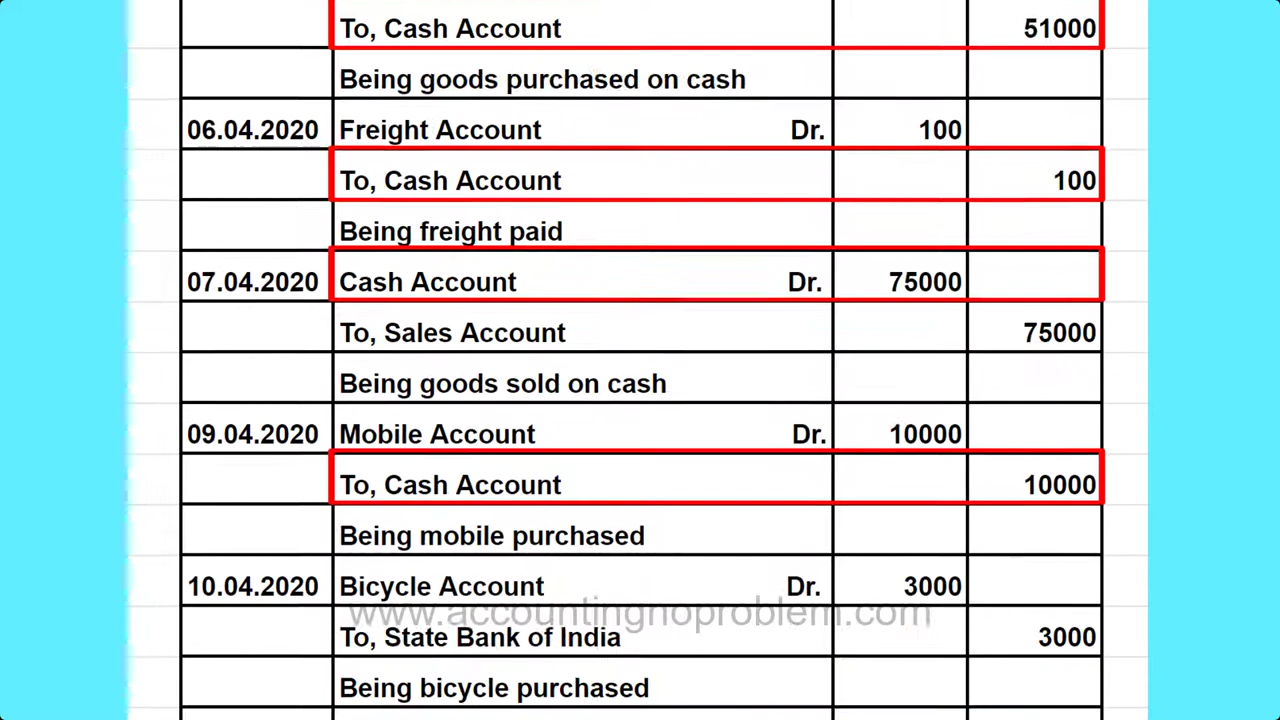 To, Cash Account 51000
Being goods purchased on cash
06.04.2020 Freight Account Dr. 100
To, Cash Account 100
Being freight paid
07.04.2020 Cash Account Dr. 75000
To, Sales Account 75000
Being goods sold on cash
09.04.2020 Mobile Account Dr. 10000
To, Cash Account 10000
Being mobile purchased
10.04.2020 Bicycle Account Dr. 3000
www.accountingnoproblem.com
To, State Bank of India 3000
Being bicycle purchased